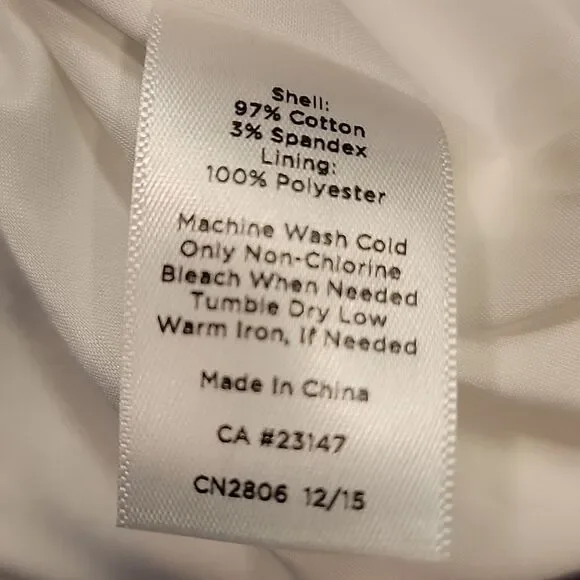 Shell:
97% Cotton
3% Spandex
Lining:
100% Polyester
Machine Wash Cold
Only Non-Chlorine
Bleach When Needed
Tumble Dry Low
Warm Iron, If Needed
Made In China
CA #23147
CN2806 12/15